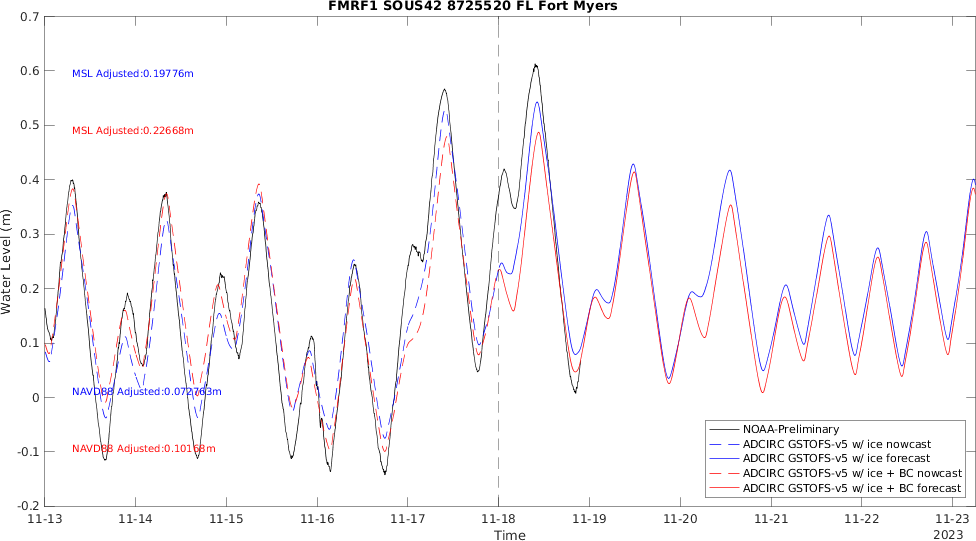 FMRF1 SOUS42 8725520 FL Fort Myers
0.7
0.6
0.5
0.4
0.3
0.2
0.1
0
-0.1
-0.2
Water Level (m)
MSL Adjusted:0.19776m
MSL Adjusted:0.22668m
NAVD88 Adjusted:0.072763m
NAVD88 Adjusted:0.10168m
NOAA-Preliminary
ADCIRC GSTOFS-v5 w/ ice nowcast
ADCIRC GSTOFS-v5 w/ ice forecast
ADCIRC GSTOFS-v5 w/ ice + BC nowcast
ADCIRC GSTOFS-v5 w/ ice + BC forecast
11-13 11-14 11-15 11-16 11-17 11-18 11-19 11-20 11-21 11-22 11-23
Time
2023